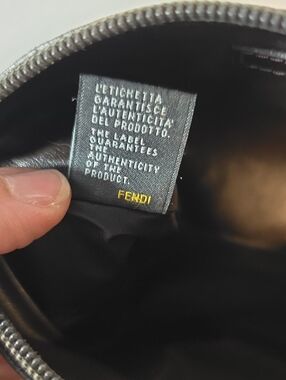 L'ETICHETTA
GARANTISCE
L'AUTENTICITA'
DEL PRODOTTO.
THE LABEL
GUARANTEES
THE
AUTHENTICITY
OF THE
PRODUCT.
FENDI